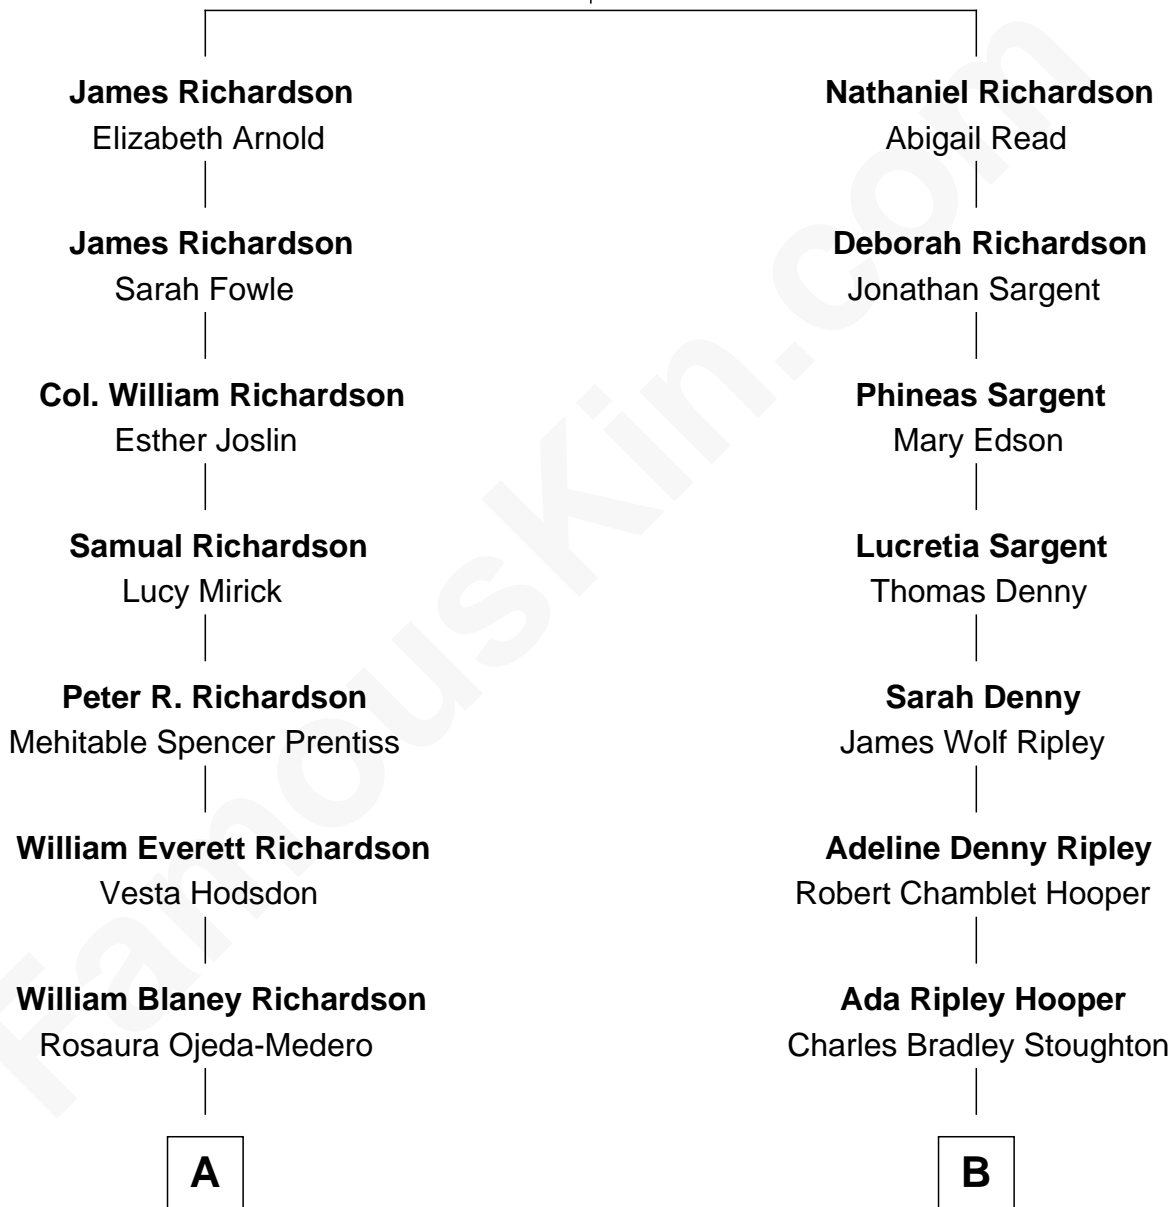 James Richardson
Elizabeth Arnold
James Richardson
Sarah Fowle
Col. William Richardson
Esther Joslin
Samual Richardson
Lucy Mirick
Peter R. Richardson
Mehitable Spencer Prentiss
William Everett Richardson
Vesta Hodsdon
William Blaney Richardson
Rosaura Ojeda-Medero
A
Nathaniel Richardson
Abigail Read
Deborah Richardson
Jonathan Sargent
Phineas Sargent
Mary Edson
Lucretia Sargent
Thomas Denny
Sarah Denny
James Wolf Ripley
Adeline Denny Ripley
Robert Chamblet Hooper
Ada Ripley Hooper
Charles Bradley Stoughton
B
FamousKin.com